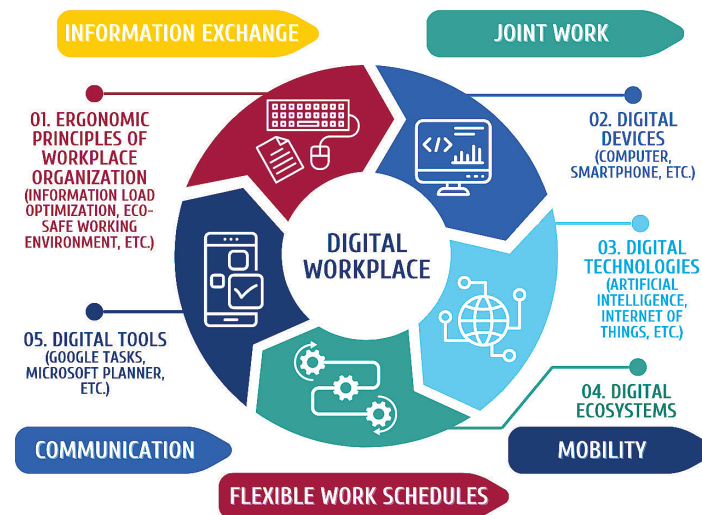 INFORMATION EXCHANGE
JOINT WORK
01. ERGONOMIC
PRINCIPLES OF
WORKPLACE
ORGANIZATION
(INFORMATION LOAD
OPTIMIZATION, ECO-
SAFE WORKING
ENVIRONMENT, ETC.)
</>
02. DIGITAL
DEVICES
(COMPUTER,
SMARTPHONE, ETC.)
DIGITAL
WORKPLACE
03. DIGITAL
TECHNOLOGIES
(ARTIFICIAL
INTELLIGENCE,
INTERNET OF
THINGS, ETC.)
05. DIGITAL TOOLS
(GOOGLE TASKS,
MICROSOFT PLANNER,
ETC.)
04. DIGITAL
ECOSYSTEMS
COMMUNICATION
MOBILITY
FLEXIBLE WORK SCHEDULES